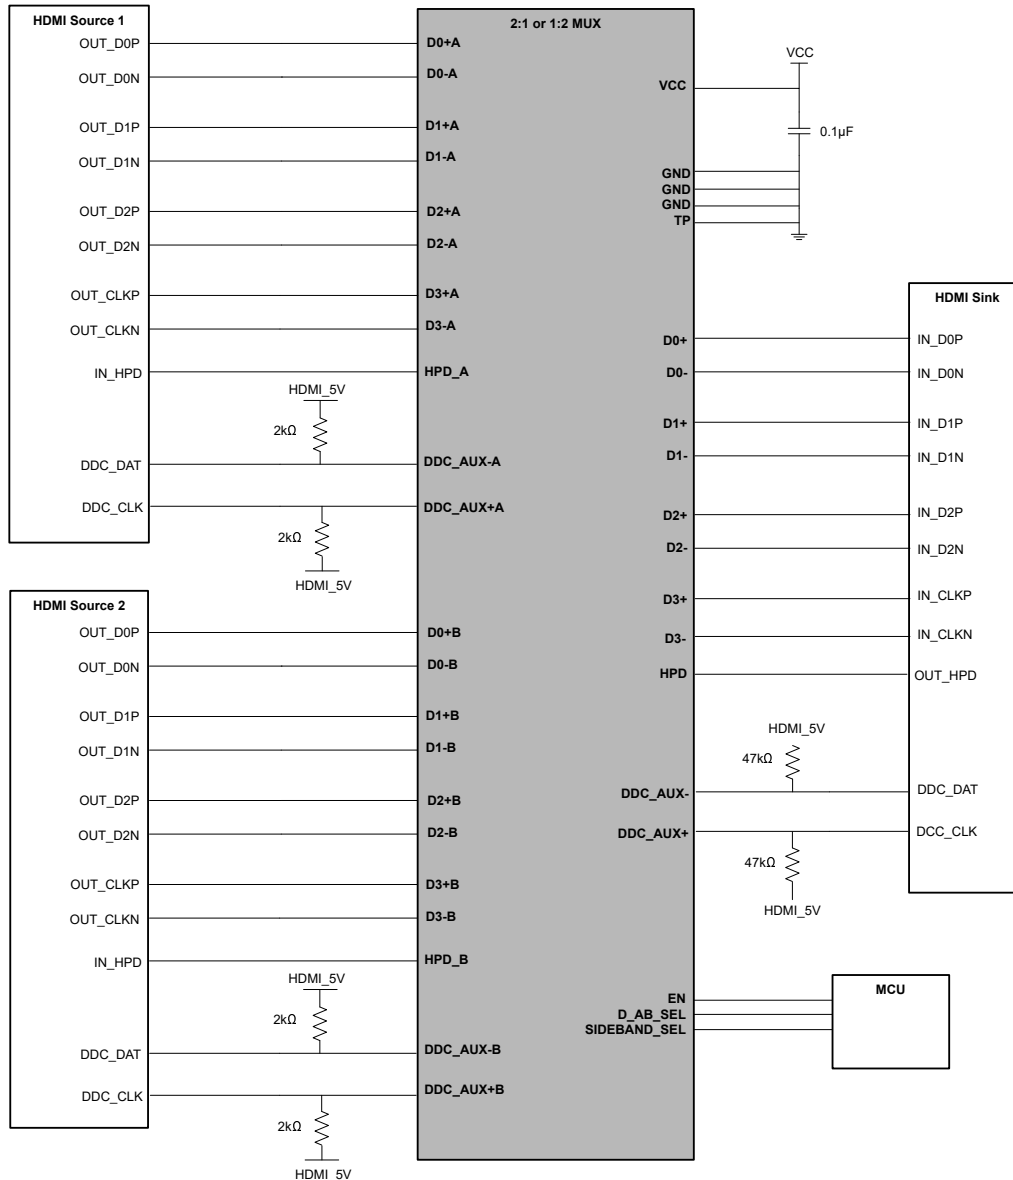 HDMI Source 1
OUT_D0P
OUT_D0N
OUT_D1P
OUT_D1N
OUT_D2P
OUT_D2N
OUT_CLKP
OUT_CLKN
IN_HPD
DDC_DAT
DDC_CLK
HDMI_5V
2kΩ
2kΩ
HDMI_5V
HDMI Source 2
OUT_D0P
OUT_D0N
OUT_D1P
OUT_D1N
OUT_D2P
OUT_D2N
OUT_CLKP
OUT_CLKN
IN_HPD
DDC_DAT
DDC_CLK
HDMI_5V
2kΩ
2kΩ
HDMI_5V
2:1 or 1:2 MUX
D0+A
D0-A
D1+A
D1-A
D2+A
D2-A
D3+A
D3-A
HPD_A
DDC_AUX-A
DDC_AUX+A
D0+B
D0-B
D1+B
D1-B
D2+B
D2-B
D3+B
D3-B
HPD_B
DDC_AUX-B
DDC_AUX+B
VCC
GND
GND
GND
TP
D0+
D0-
D1+
D1-
D2+
D2-
D3+
D3-
HPD
DDC_AUX-
DDC_AUX+
EN
D_AB_SEL
SIDEBAND_SEL
VCC
0.1µF
HDMI_5V
47kΩ
47kΩ
HDMI_5V
HDMI Sink
IN_D0P
IN_D0N
IN_D1P
IN_D1N
IN_D2P
IN_D2N
IN_CLKP
IN_CLKN
OUT_HPD
DDC_DAT
DCC_CLK
MCU